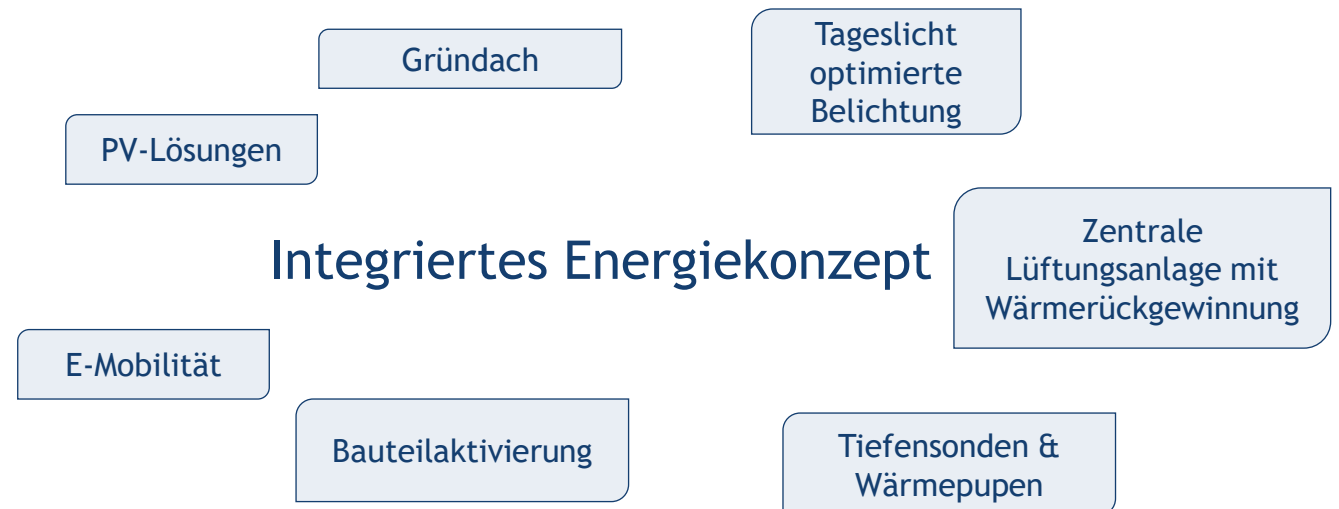 Gründach
Tageslicht
optimierte
Belichtung
PV-Lösungen
Integriertes Energiekonzept
Zentrale
Lüftungsanlage mit
Wärmerückgewinnung
E-Mobilität
Bauteilaktivierung
Tiefensonden &
Wärmepupen